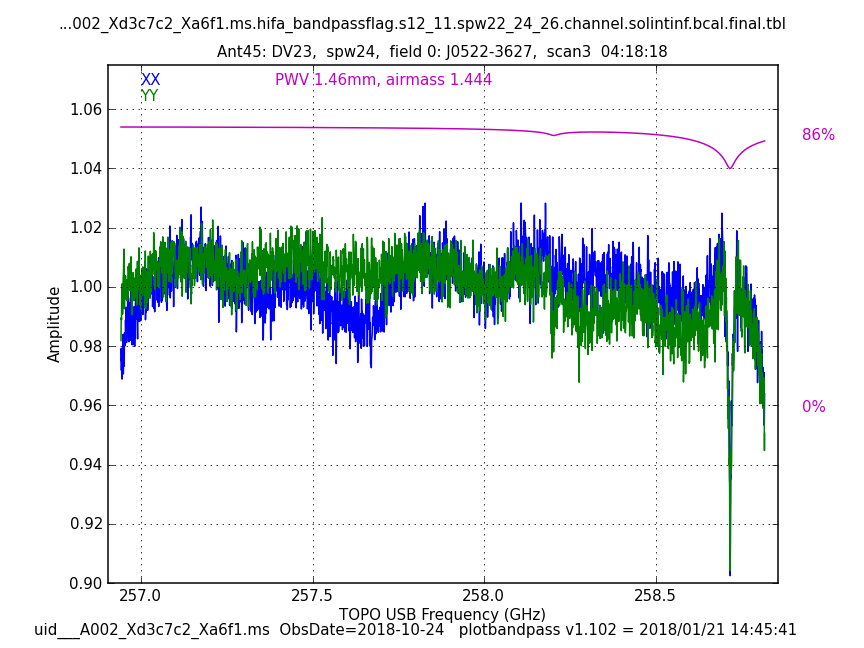 ...002_Xd3c7c2_Xa6f1.ms.hifa_bandpassflag.s12_11.spw22_24_26.channel.solintinf.bcal.final.tbl
Ant45: DV23,  spw24,  field 0: J0522-3627,  scan3  04:18:18
XX
PWV 1.46mm, airmass 1.444
YY
1.06
86%
1.04
1.02
1.00
Amplitude
0.98
0.96
0%
0.94
0.92
0.90
257.0 257.5 258.0 258.5
TOPO USB Frequency (GHz)
uid___A002_Xd3c7c2_Xa6f1.ms  ObsDate=2018-10-24   plotbandpass v1.102 = 2018/01/21 14:45:41